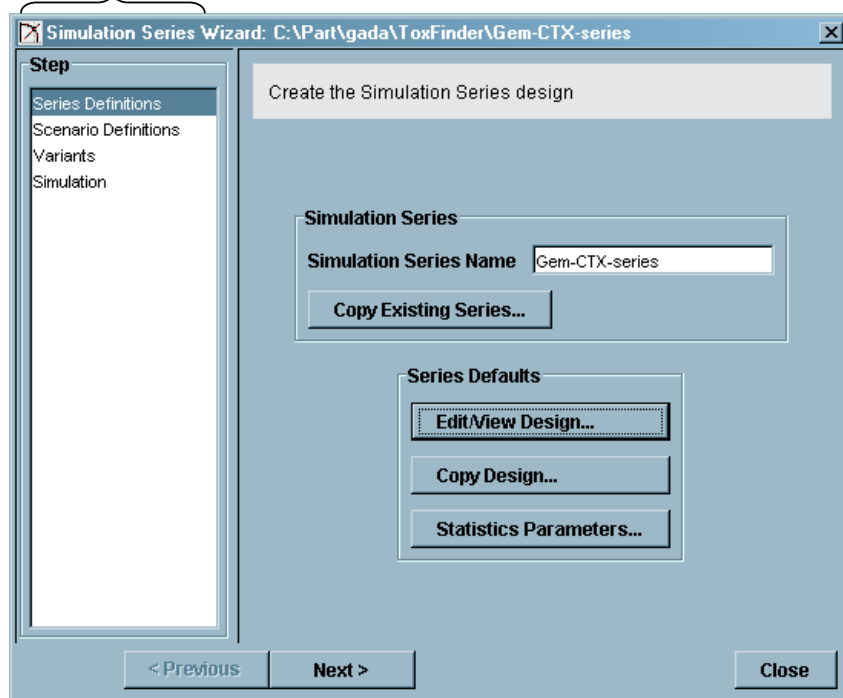 Simulation Series Wizard: C:\Part\gada\ToxFinder\Gem-CTX-series
Step
Series Definitions
Scenario Definitions
Variants
Simulation
Create the Simulation Series design
Simulation Series
Simulation Series Name Gem-CTX-series
Copy Existing Series...
Series Defaults
Edit/View Design...
Copy Design...
Statistics Parameters...
< Previous Next > Close